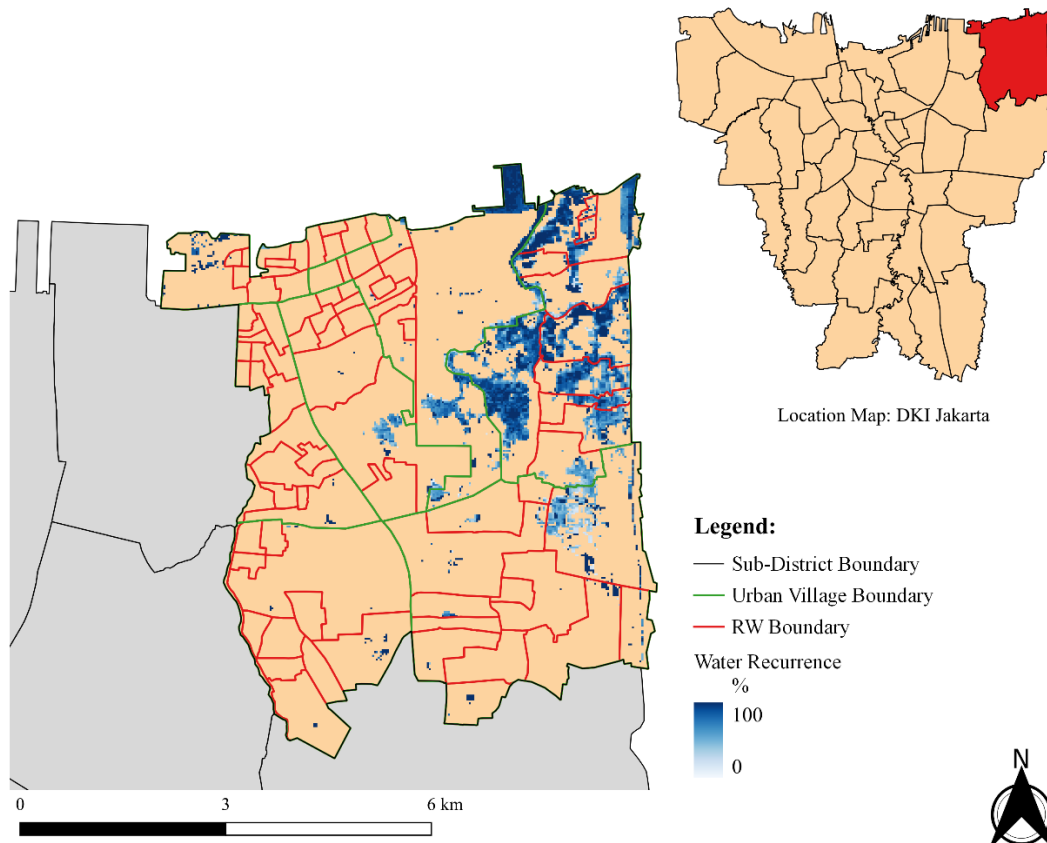 Location Map: DKI Jakarta
Legend:
Sub-District Boundary
Urban Village Boundary
RW Boundary
Water Recurrence
%
100
0
0 3 6 km
N